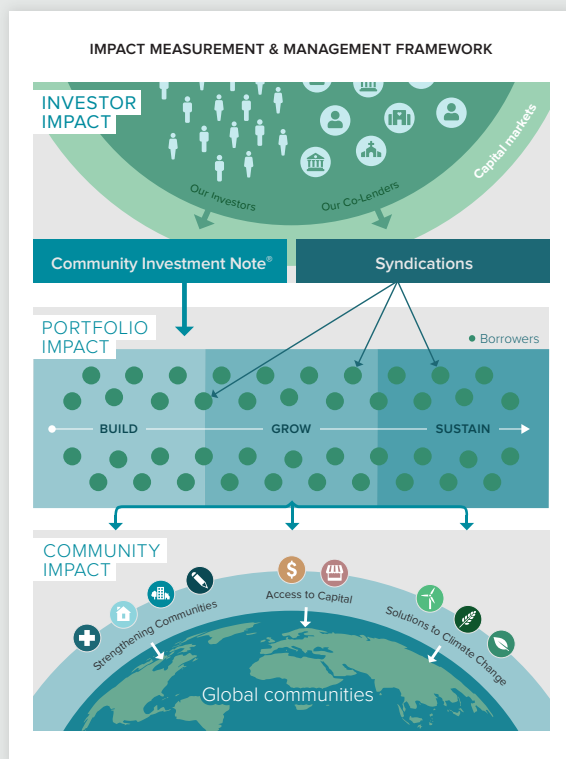 IMPACT MEASUREMENT & MANAGEMENT FRAMEWORK
INVESTOR
IMPACT
Capital markets
Our Investors
Our Co-Lenders
Community Investment Note®
Syndications
PORTFOLIO
IMPACT
Borrowers
BUILD
GROW
SUSTAIN
COMMUNITY
IMPACT
Strengthening Communities
Access to Capital
Solutions to Climate Change
Global communities